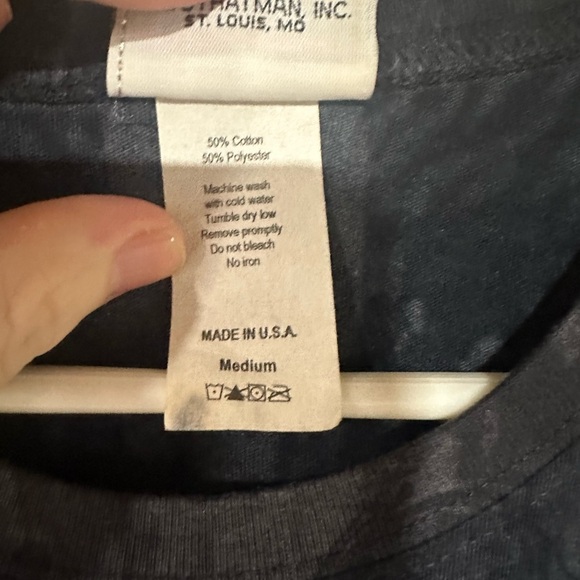 INC.
ST. LOUIS, MO
50% Cotton
50% Polyester
Machine wash
with cold water
Tumble dry low
Remove promptly
Do not bleach
No iron
MADE IN U.S.A.
Medium